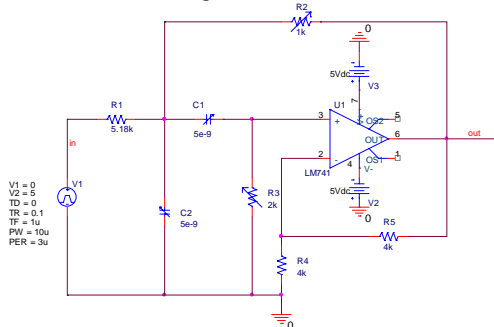 R2
1k
0
5Vdc
V3
R1
5.18k
C1
5e-9
U1
3
+
7
V+
OS2
5
OUT
6
out
2
-
4
V-
OS1
1
LM741
in
V1
V1 = 0
V2 = 5
TD = 0
TR = 0.1
TF = 1u
PW = 10u
PER = 3u
C2
5e-9
R3
2k
5Vdc
V2
0
R5
4k
R4
4k
0